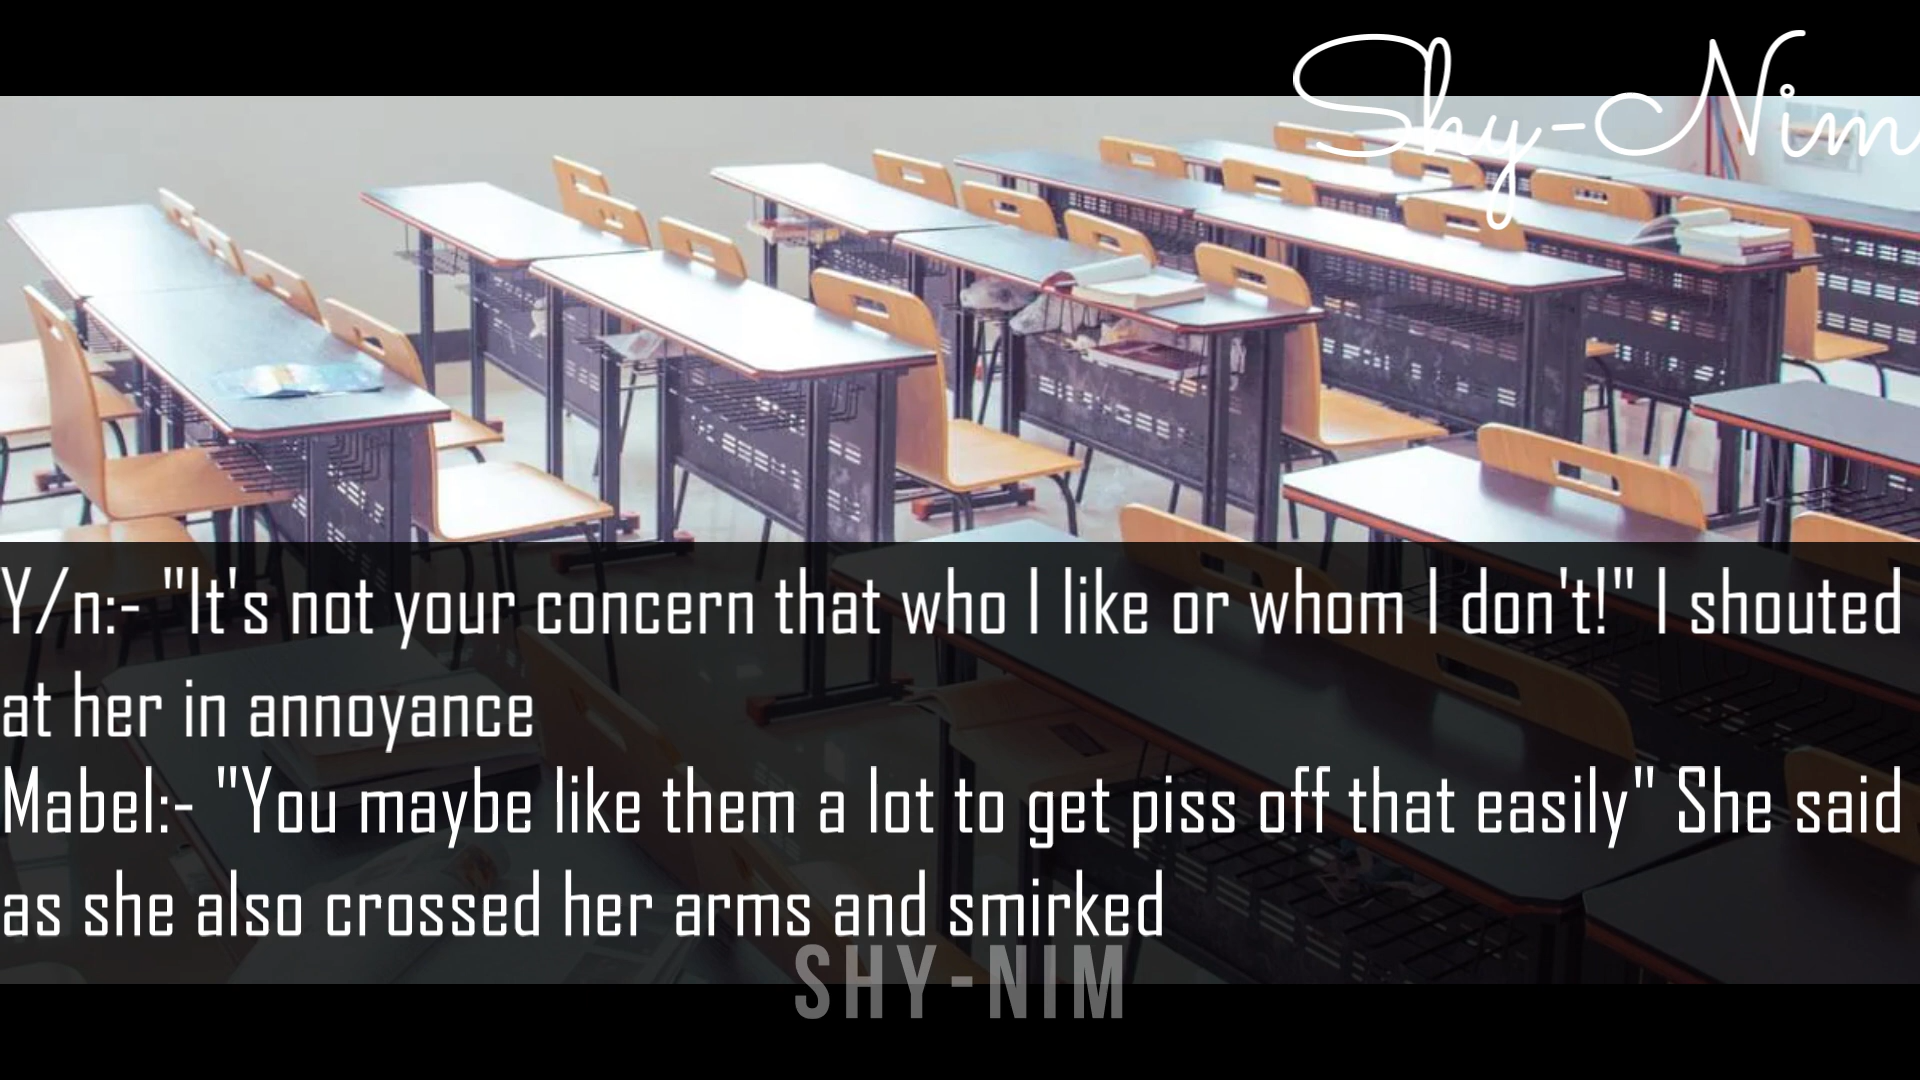 Shy-Nim
Y/n:- "It's not your concern that who I like or whom I don't!" I shouted
at her in annoyance
Mabel:- "You maybe like them a lot to get piss off that easily" She said
as she also crossed her arms and smirked
SHY-NIM